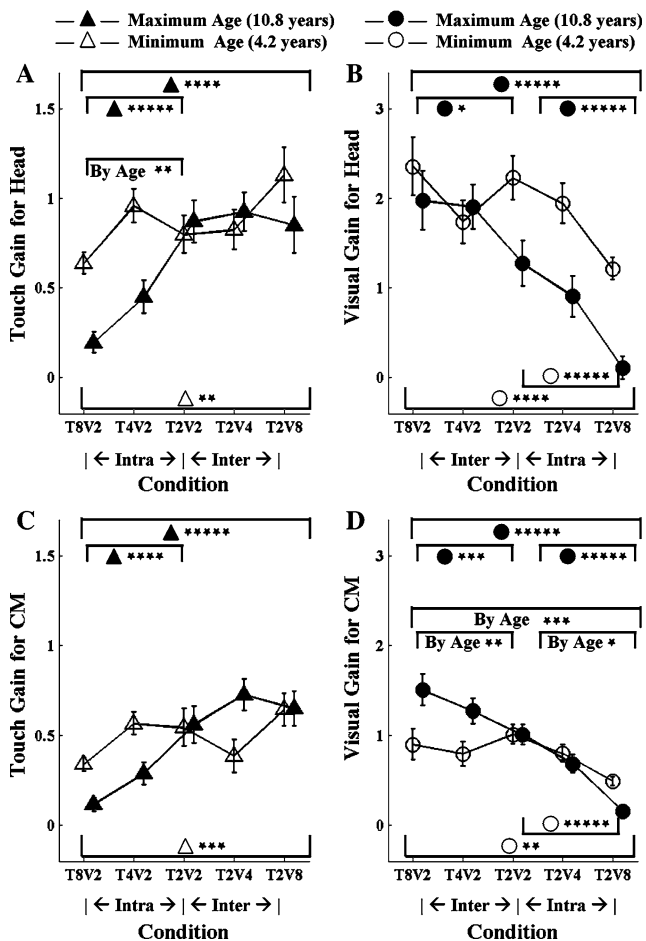 Maximum Age (10.8 years)
Minimum Age (4.2 years)
Maximum Age (10.8 years)
Minimum Age (4.2 years)
A
Touch Gain for Head
1.5
1
0.5
0
****
*****
By Age **
**
T8V2 T4V2 T2V2 T2V4 T2V8
| ← Intra → | ← Inter → |
Condition
B
Visual Gain for Head
3
2
1
0
*****
* *****
*****
****
T8V2 T4V2 T2V2 T2V4 T2V8
| ← Inter → | ← Intra → |
Condition
C
Touch Gain for CM
1.5
1
0.5
0
*****
****
***
T8V2 T4V2 T2V2 T2V4 T2V8
| ← Intra → | ← Inter → |
Condition
D
Visual Gain for CM
3
2
1
0
*****
*** *****
By Age ***
By Age ** By Age *
*****
**
T8V2 T4V2 T2V2 T2V4 T2V8
| ← Inter → | ← Intra → |
Condition